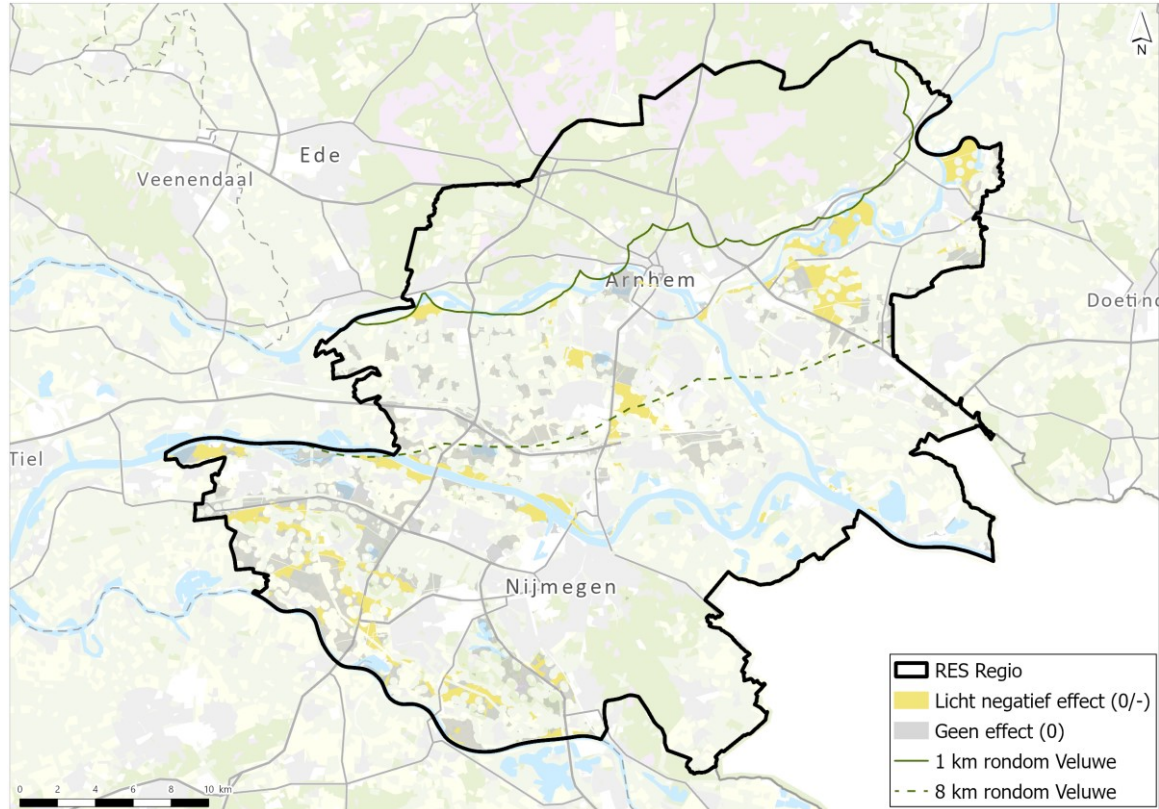 N
Ede
Veenendaal
Arnhem
Doetinc
Tiel
Nijmegen
RES Regio
Licht negatief effect (0/-)
Geen effect (0)
1 km rondom Veluwe
8 km rondom Veluwe
0 2 4 6 8 10 km